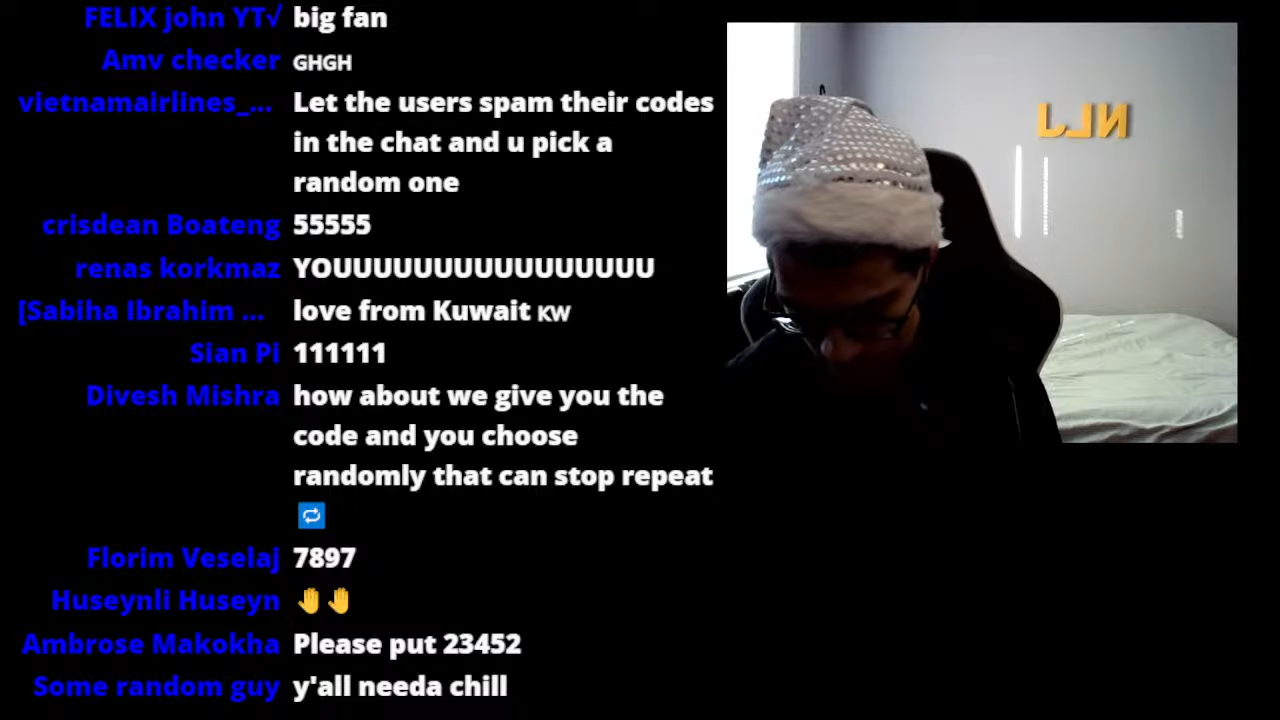 FELIX john YT√ big fan
Amv checker GHGH
vietnamairlines_... Let the users spam their codes
in the chat and u pick a
random one
crisdean Boateng 55555
renas korkmaz YOUUUUUUUUUUUUUUUUU
[Sabiha Ibrahim ... love from Kuwait KW
Sian Pi 111111
Divesh Mishra how about we give you the
code and you choose
randomly that can stop repeat
🔁
Florim Veselaj 7897
Huseynli Huseyn 🤚🤚
Ambrose Makokha Please put 23452
Some random guy y'all needa chill
NLJ